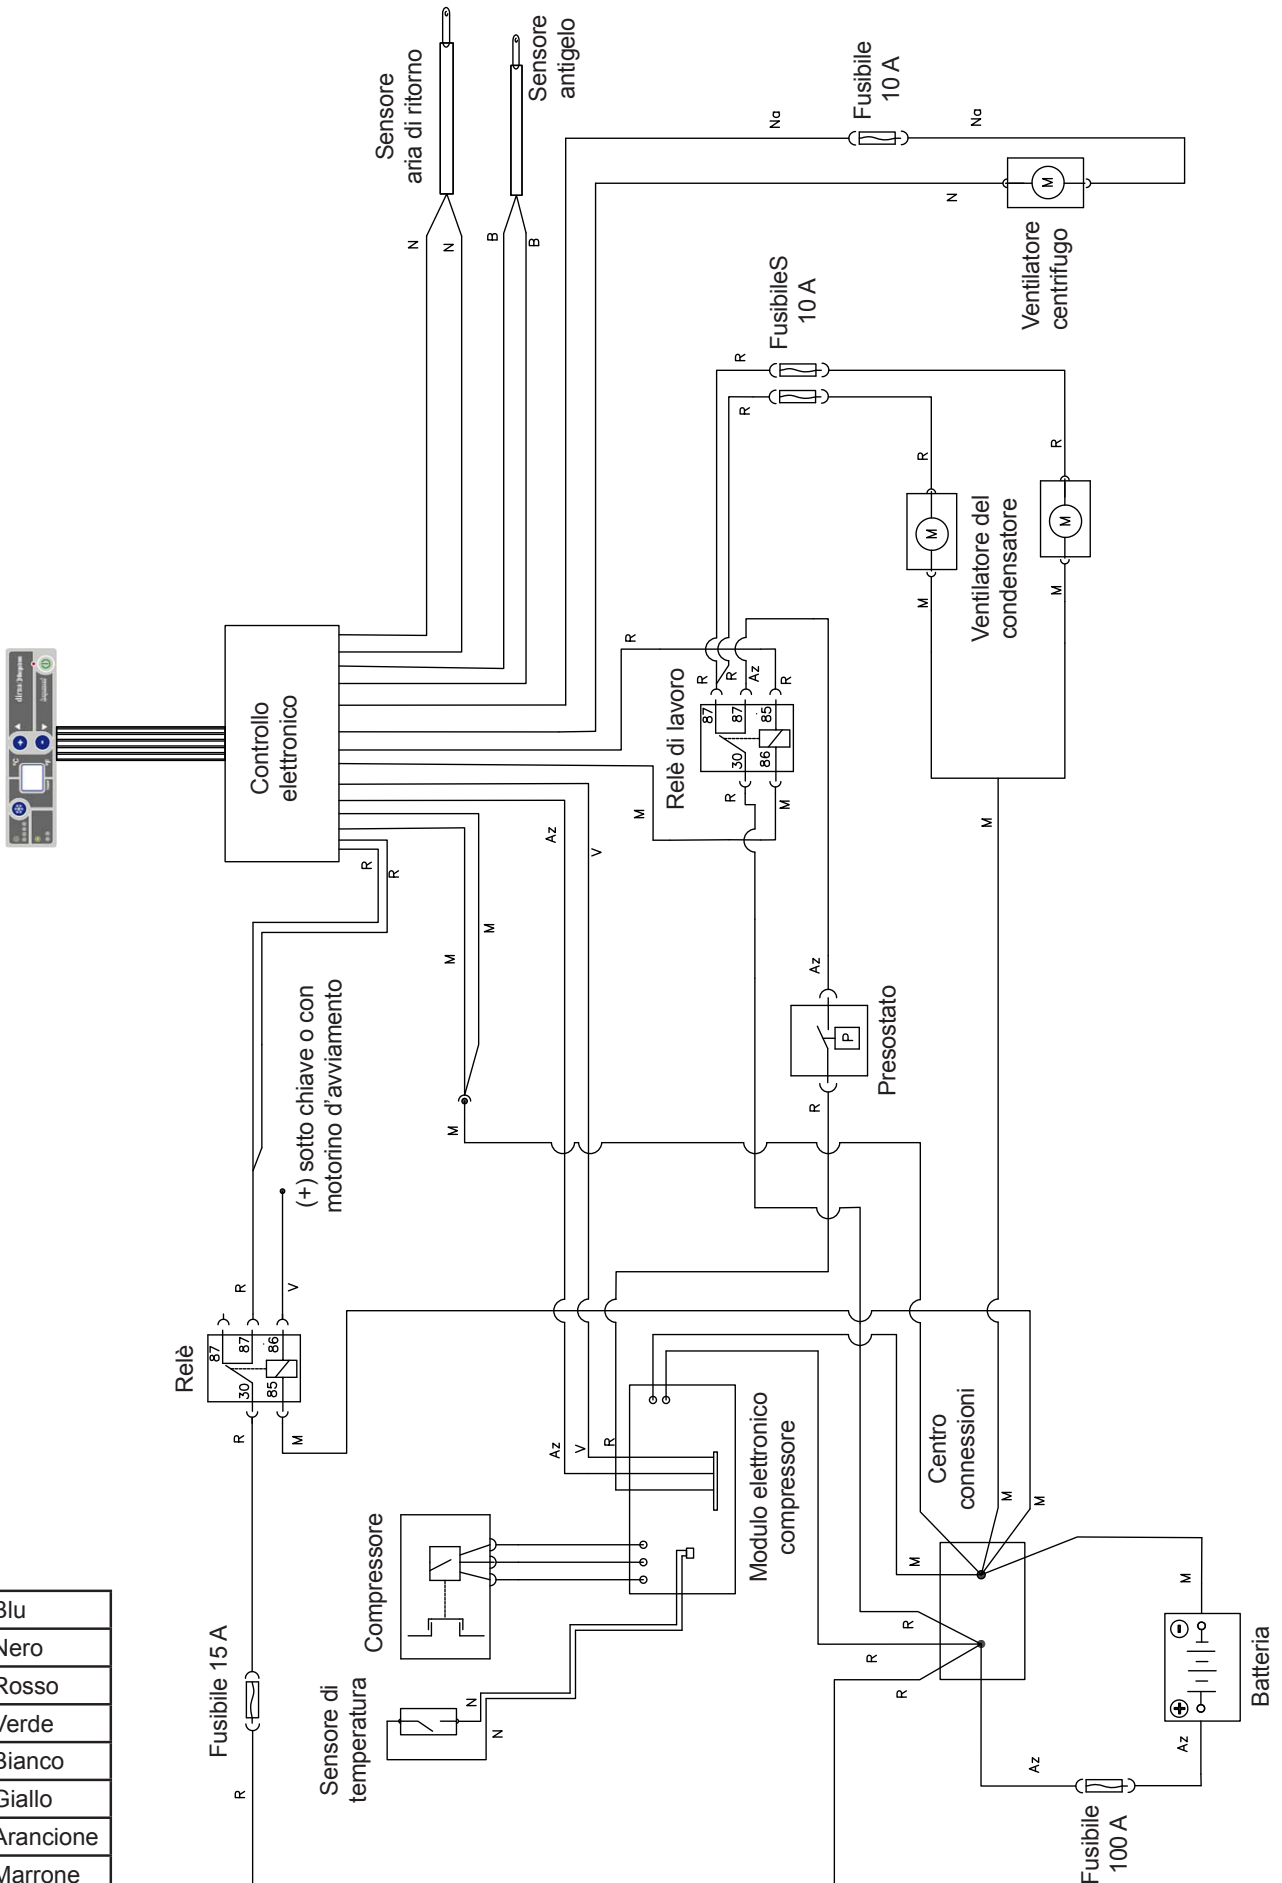 Sensore
aria di ritorno
Sensore
antigelo
Fusibile
10 A
Na
Na
N
N
N
B
B
Ventilatore
centrifugo
FusibileS
10 A
R
R
R
R
M
M
Ventilatore del
condensatore
M
M
M
dirna Bergstrom
°C
°F
+
-
Controllo
elettronico
Relè di lavoro
R
R
R
Az
R
87
87
85
30
86
R
M
M
Az
V
R
R
M
M
M
(+) sotto chiave o con
motorino d'avviamento
Az
Presostato
P
R
Relè
87
87
86
30
85
R
V
R
M
Az
V
R
Modulo elettronico
compressore
Compressore
Sensore di
temperatura
N
N
Fusibile 15 A
R
Centro
connessioni
M
M
M
R
R
R
M
Az
Az
Batteria
Fusibile
100 A
Blu
Nero
Rosso
Verde
Bianco
Giallo
Arancione
Marrone